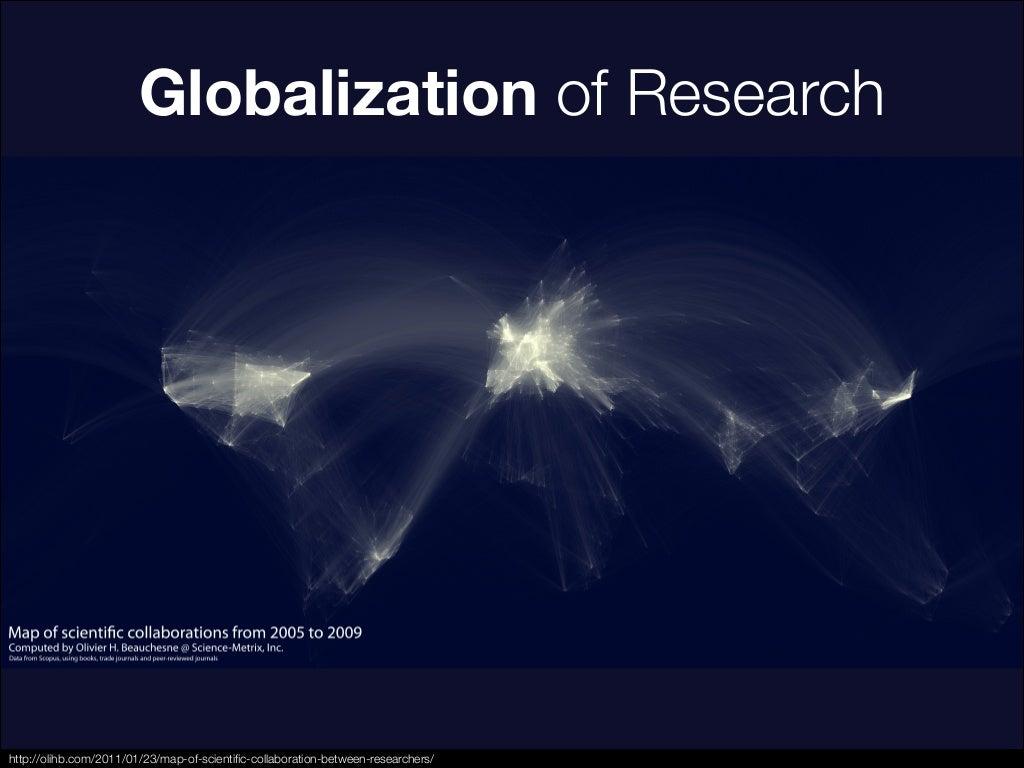 Globalization of Research
Map of scientific collaborations from 2005 to 2009
Computed by Olivier H. Beauchesne @ Science-Metrix, Inc.
Data from Scopus, using books, trade journals and peer-reviewed journals
http://olihb.com/2011/01/23/map-of-scientific-collaboration-between-researchers/